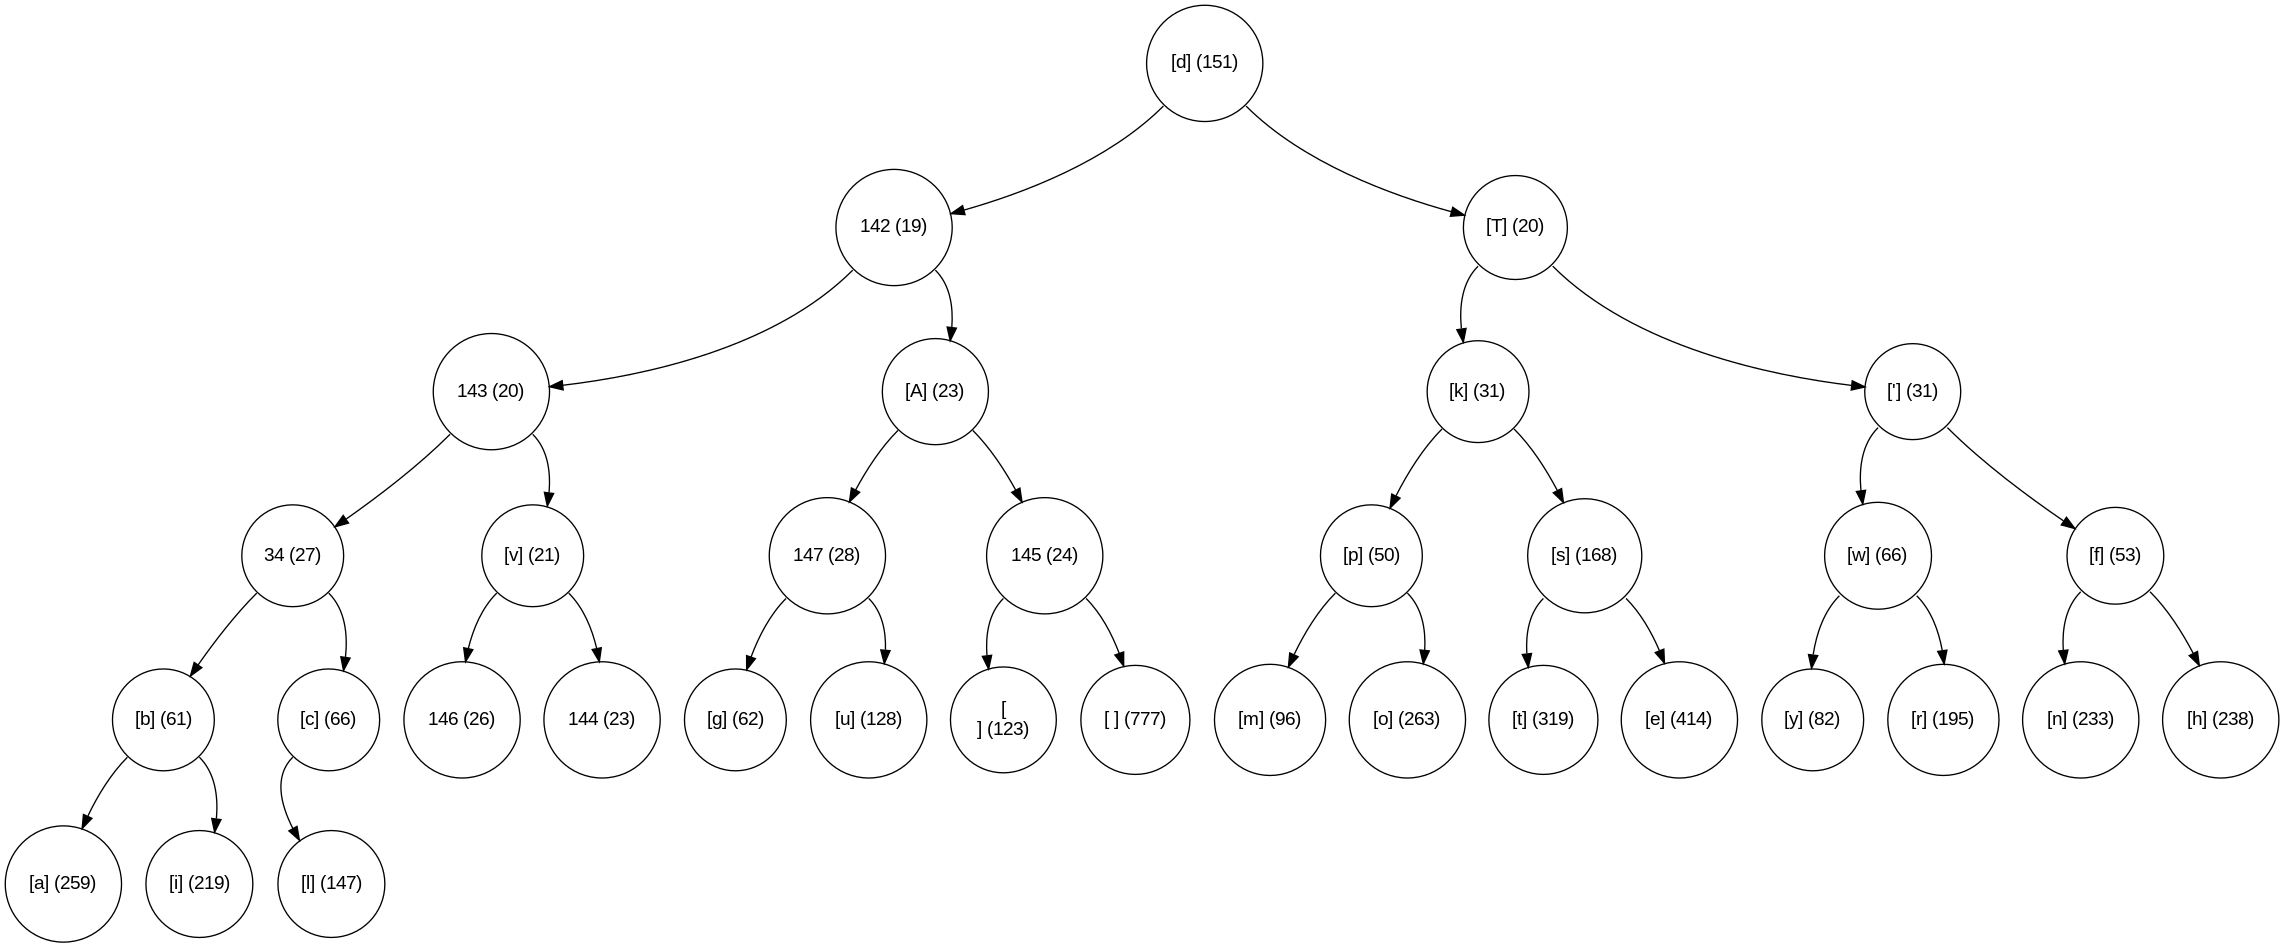 [d] (151)
142 (19)
[T] (20)
143 (20)
[A] (23)
[k] (31)
['] (31)
34 (27)
[v] (21)
147 (28)
145 (24)
[p] (50)
[s] (168)
[w] (66)
[f] (53)
[b] (61)
[c] (66)
146 (26)
144 (23)
[g] (62)
[u] (128)
[
] (123)
[ ] (777)
[m] (96)
[o] (263)
[t] (319)
[e] (414)
[y] (82)
[r] (195)
[n] (233)
[h] (238)
[a] (259)
[i] (219)
[l] (147)